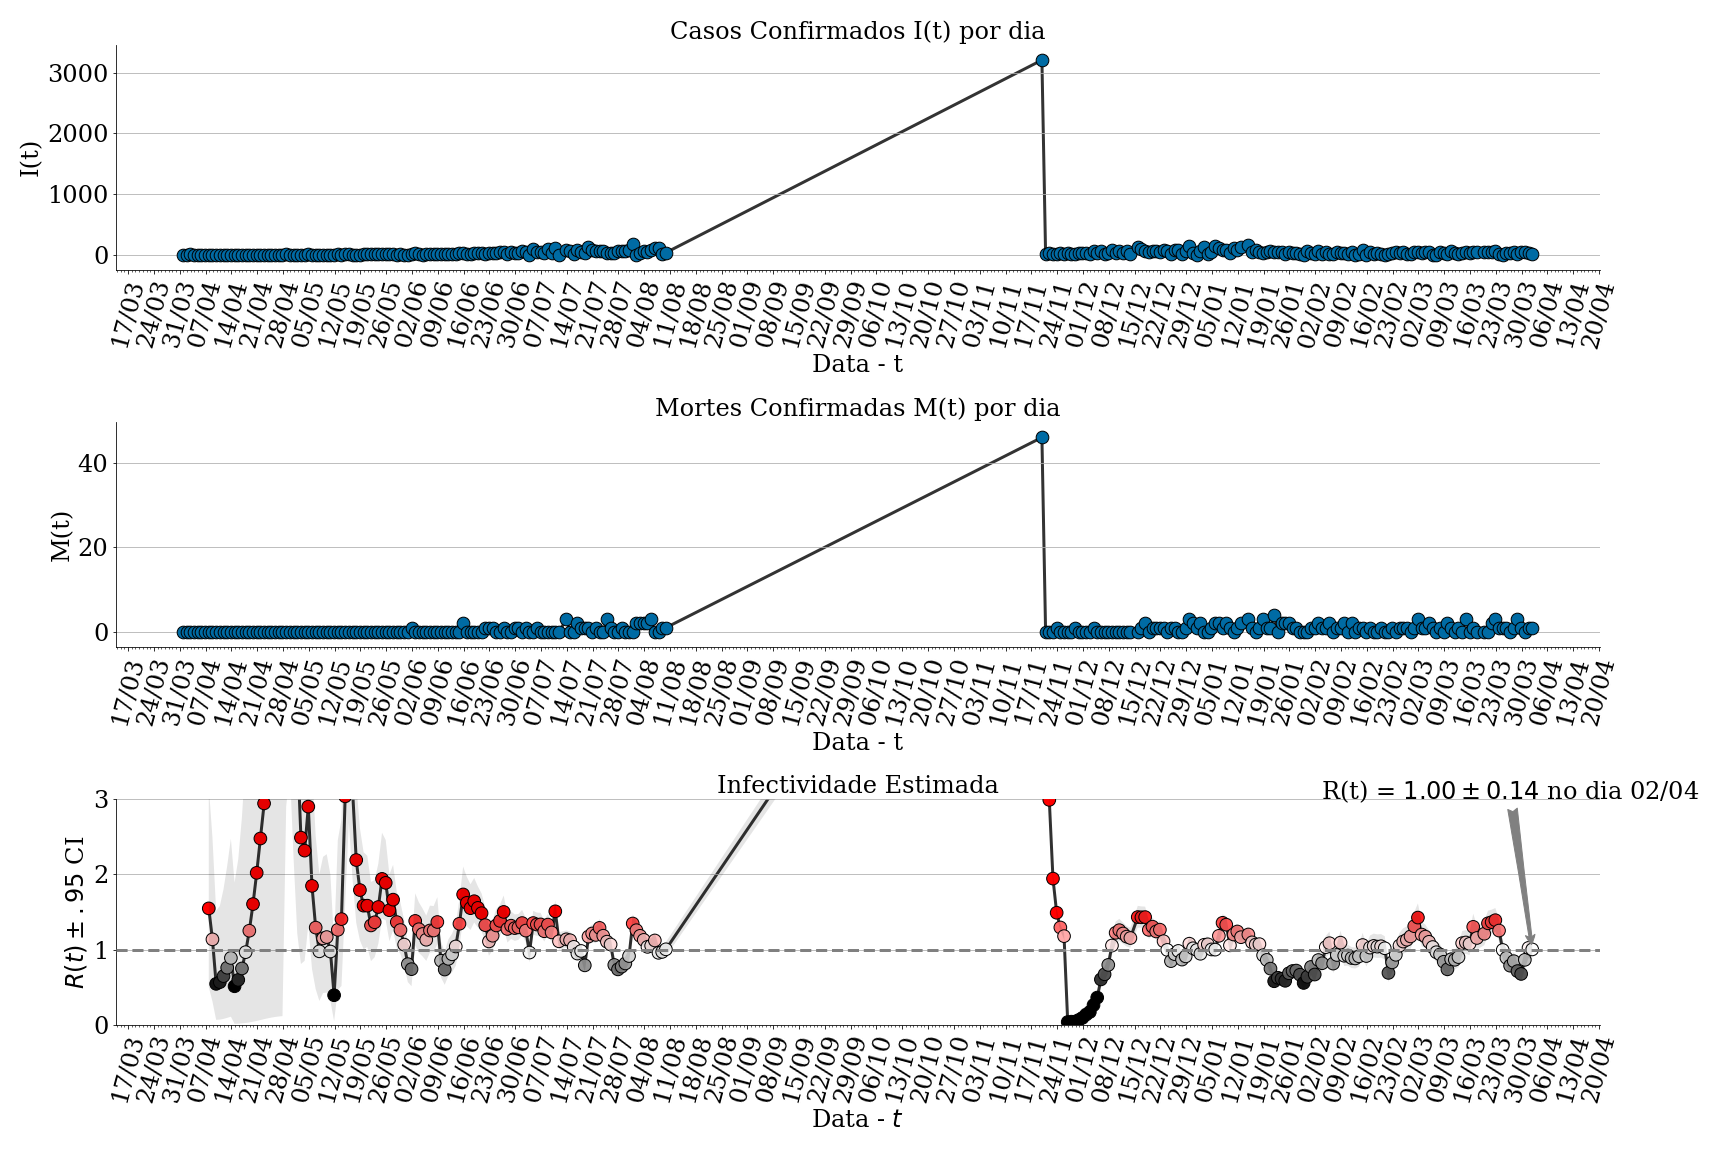 Casos Confirmados I(t) por dia
I(t)
3000
2000
1000
0
17/03 24/03 31/03 07/04 14/04 21/04 28/04 05/05 12/05 19/05 26/05 02/06 09/06 16/06 23/06 30/06 07/07 14/07 21/07 28/07 04/08 11/08 18/08 25/08 01/09 08/09 15/09 22/09 29/09 06/10 13/10 20/10 27/10 03/11 10/11 17/11 24/11 01/12 08/12 15/12 22/12 29/12 05/01 12/01 19/01 26/01 02/02 09/02 16/02 23/02 02/03 09/03 16/03 23/03 30/03 06/04 13/04 20/04
Data - t
Mortes Confirmadas M(t) por dia
M(t)
40
20
0
17/03 24/03 31/03 07/04 14/04 21/04 28/04 05/05 12/05 19/05 26/05 02/06 09/06 16/06 23/06 30/06 07/07 14/07 21/07 28/07 04/08 11/08 18/08 25/08 01/09 08/09 15/09 22/09 29/09 06/10 13/10 20/10 27/10 03/11 10/11 17/11 24/11 01/12 08/12 15/12 22/12 29/12 05/01 12/01 19/01 26/01 02/02 09/02 16/02 23/02 02/03 09/03 16/03 23/03 30/03 06/04 13/04 20/04
Data - t
Infectividade Estimada
R(t) = 1.00 ± 0.14 no dia 02/04
R(t) ± .95 CI
3
2
1
0
17/03 24/03 31/03 07/04 14/04 21/04 28/04 05/05 12/05 19/05 26/05 02/06 09/06 16/06 23/06 30/06 07/07 14/07 21/07 28/07 04/08 11/08 18/08 25/08 01/09 08/09 15/09 22/09 29/09 06/10 13/10 20/10 27/10 03/11 10/11 17/11 24/11 01/12 08/12 15/12 22/12 29/12 05/01 12/01 19/01 26/01 02/02 09/02 16/02 23/02 02/03 09/03 16/03 23/03 30/03 06/04 13/04 20/04
Data - t